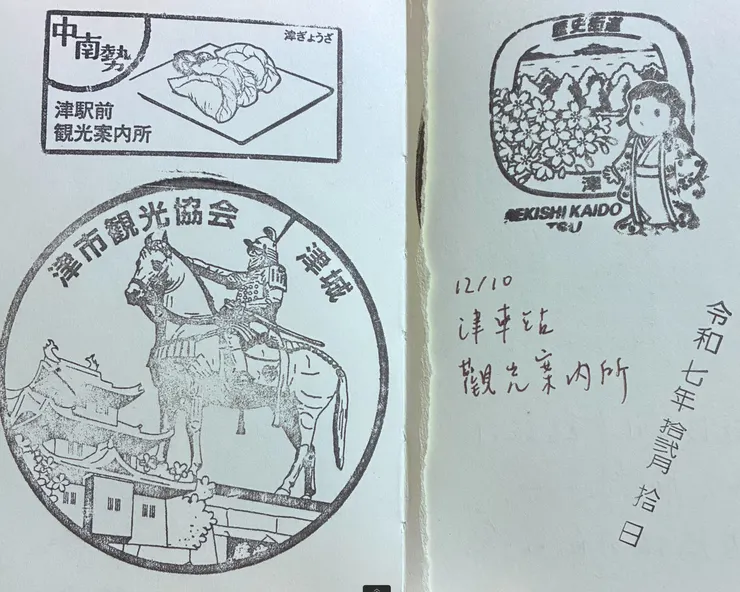 中南勢
津ぎょうざ
津駅前
観光案内所
津市観光協会
津城
歴史街道
津
REKISHI KAIDO
TSU
12/10
津車站
觀光案内所
令和七年拾弐月拾日